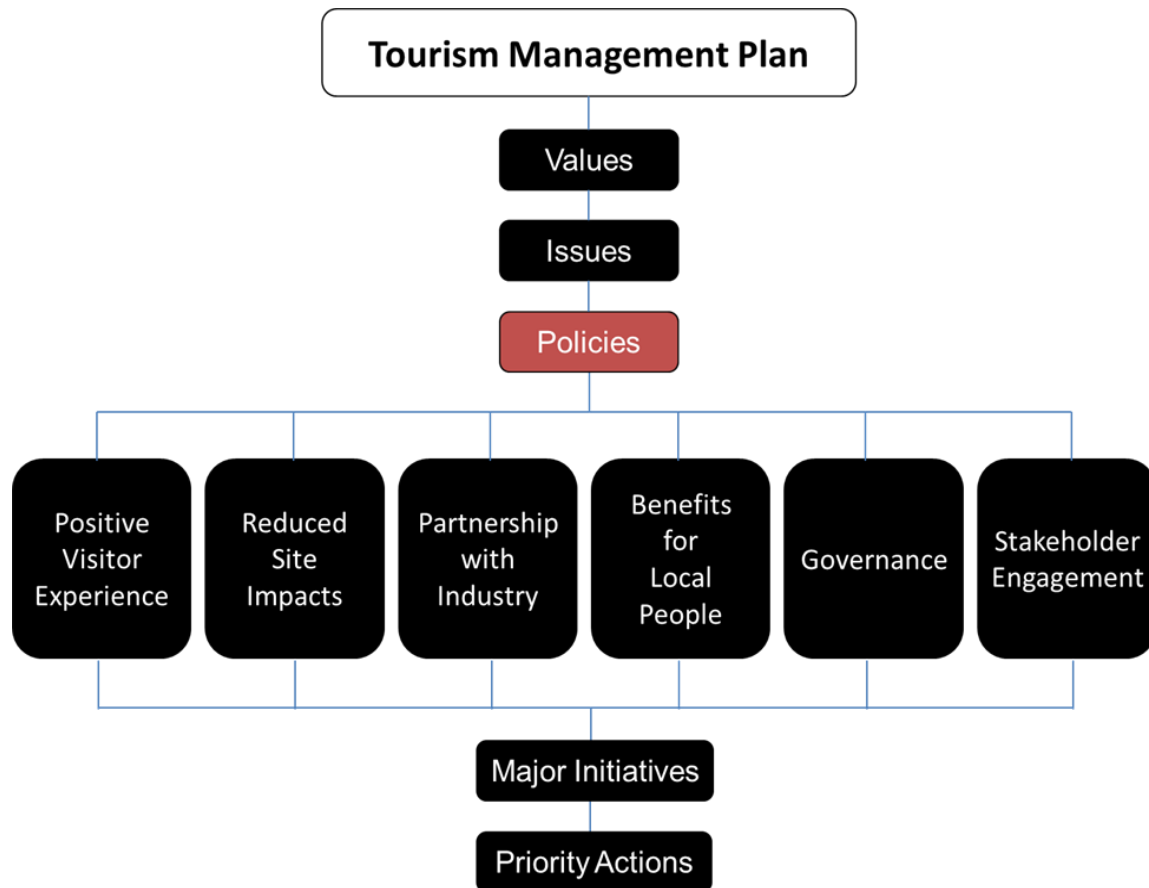 Tourism Management Plan
Values
Issues
Policies
Positive
Visitor
Experience
Reduced
Site
Impacts
Partnership
with
Industry
Benefits
for
Local
People
Governance
Stakeholder
Engagement
Major Initiatives
Priority Actions